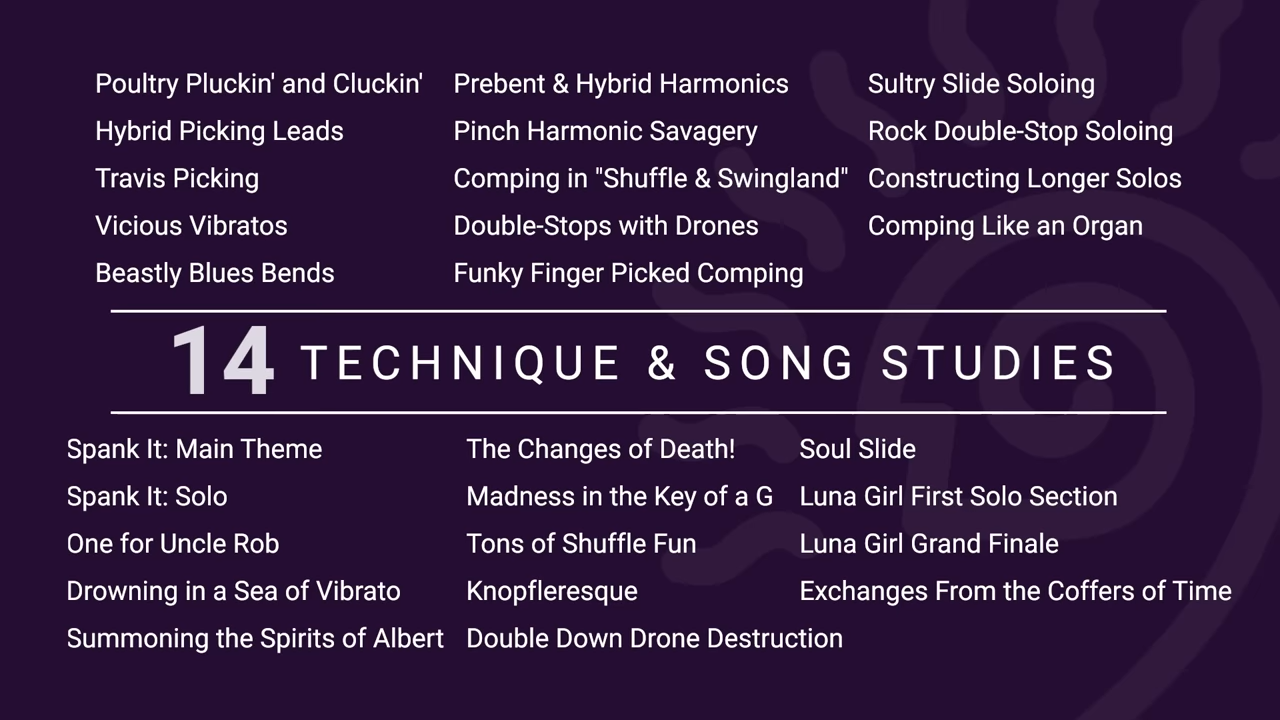 Poultry Pluckin' and Cluckin'
Hybrid Picking Leads
Travis Picking
Vicious Vibratos
Beastly Blues Bends
Prebent & Hybrid Harmonics
Pinch Harmonic Savagery
Comping in "Shuffle & Swingland"
Double-Stops with Drones
Funky Finger Picked Comping
Sultry Slide Soloing
Rock Double-Stop Soloing
Constructing Longer Solos
Comping Like an Organ
14 TECHNIQUE & SONG STUDIES
Spank It: Main Theme
Spank It: Solo
One for Uncle Rob
Drowning in a Sea of Vibrato
Summoning the Spirits of Albert
The Changes of Death!
Madness in the Key of a G
Tons of Shuffle Fun
Knopfleresque
Double Down Drone Destruction
Soul Slide
Luna Girl First Solo Section
Luna Girl Grand Finale
Exchanges From the Coffers of Time